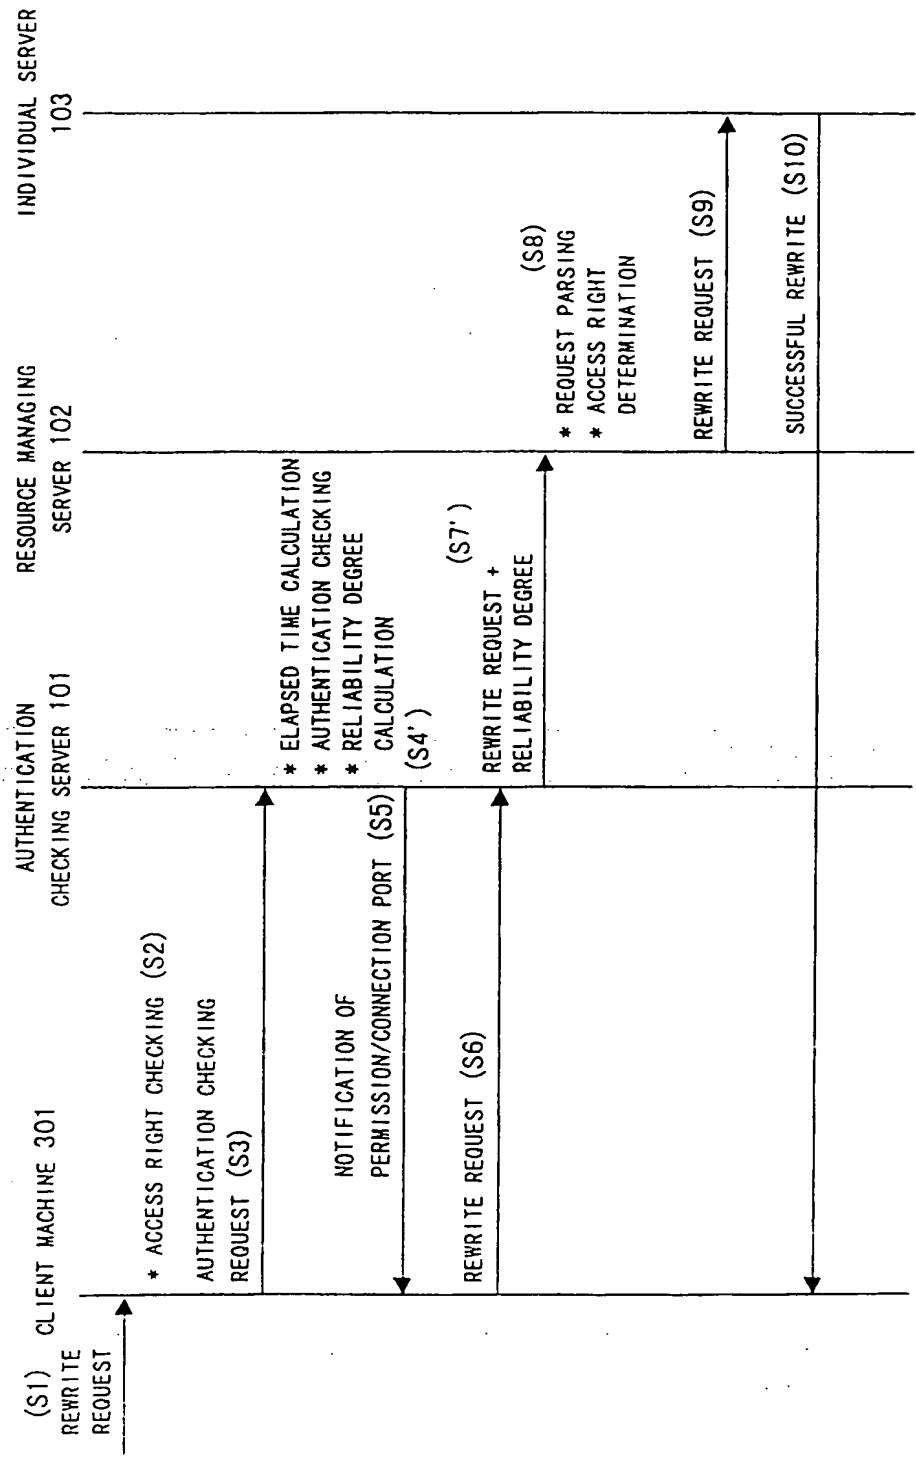 (S1)
REWRITE
REQUEST
CLIENT MACHINE 301
AUTHENTICATION
CHECKING SERVER 101
RESOURCE MANAGING
SERVER 102
INDIVIDUAL SERVER
103
* ACCESS RIGHT CHECKING (S2)
AUTHENTICATION CHECKING
REQUEST (S3)
* ELAPSED TIME CALCULATION
* AUTHENTICATION CHECKING
* RELIABILITY DEGREE
CALCULATION
(S4')
NOTIFICATION OF
PERMISSION/CONNECTION PORT (S5)
REWRITE REQUEST (S6)
(S7')
REWRITE REQUEST +
RELIABILITY DEGREE
(S8)
* REQUEST PARSING
* ACCESS RIGHT
DETERMINATION
REWRITE REQUEST (S9)
SUCCESSFUL REWRITE (S10)